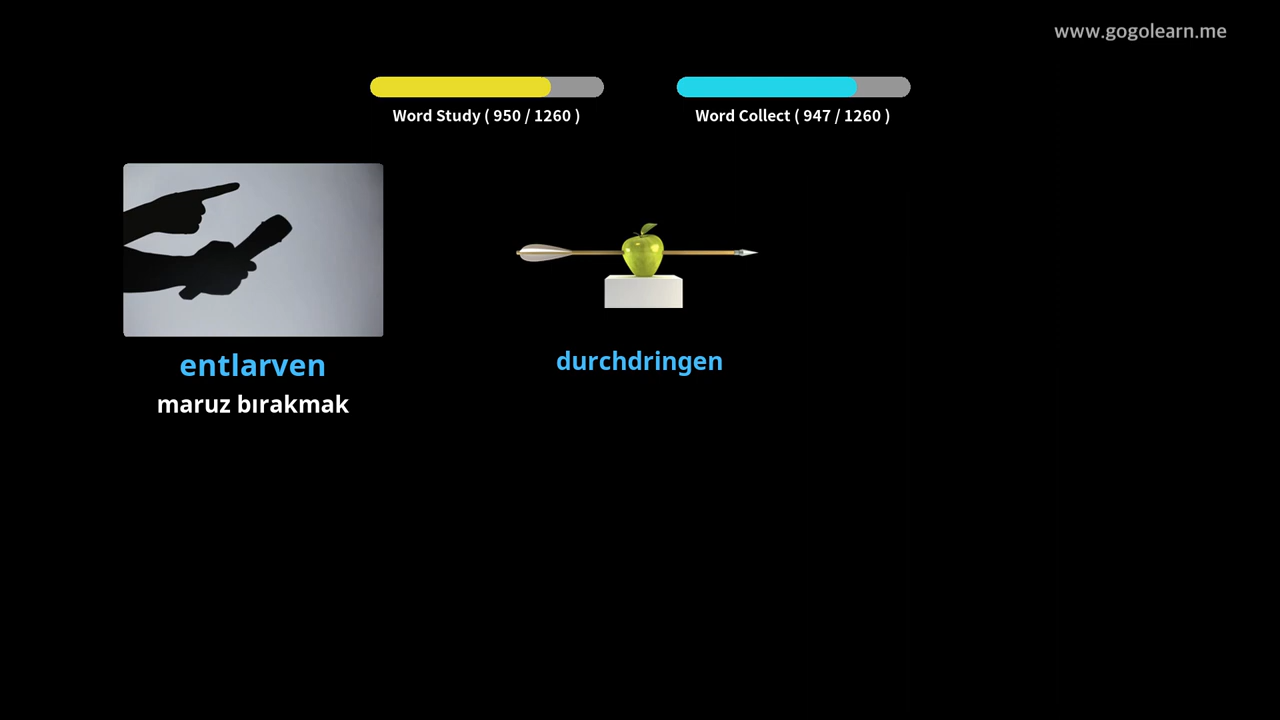 www.gogolearn.me
Word Study ( 950 / 1260 )
Word Collect ( 947 / 1260 )
entlarven
durchdringen
maruz bırakmak